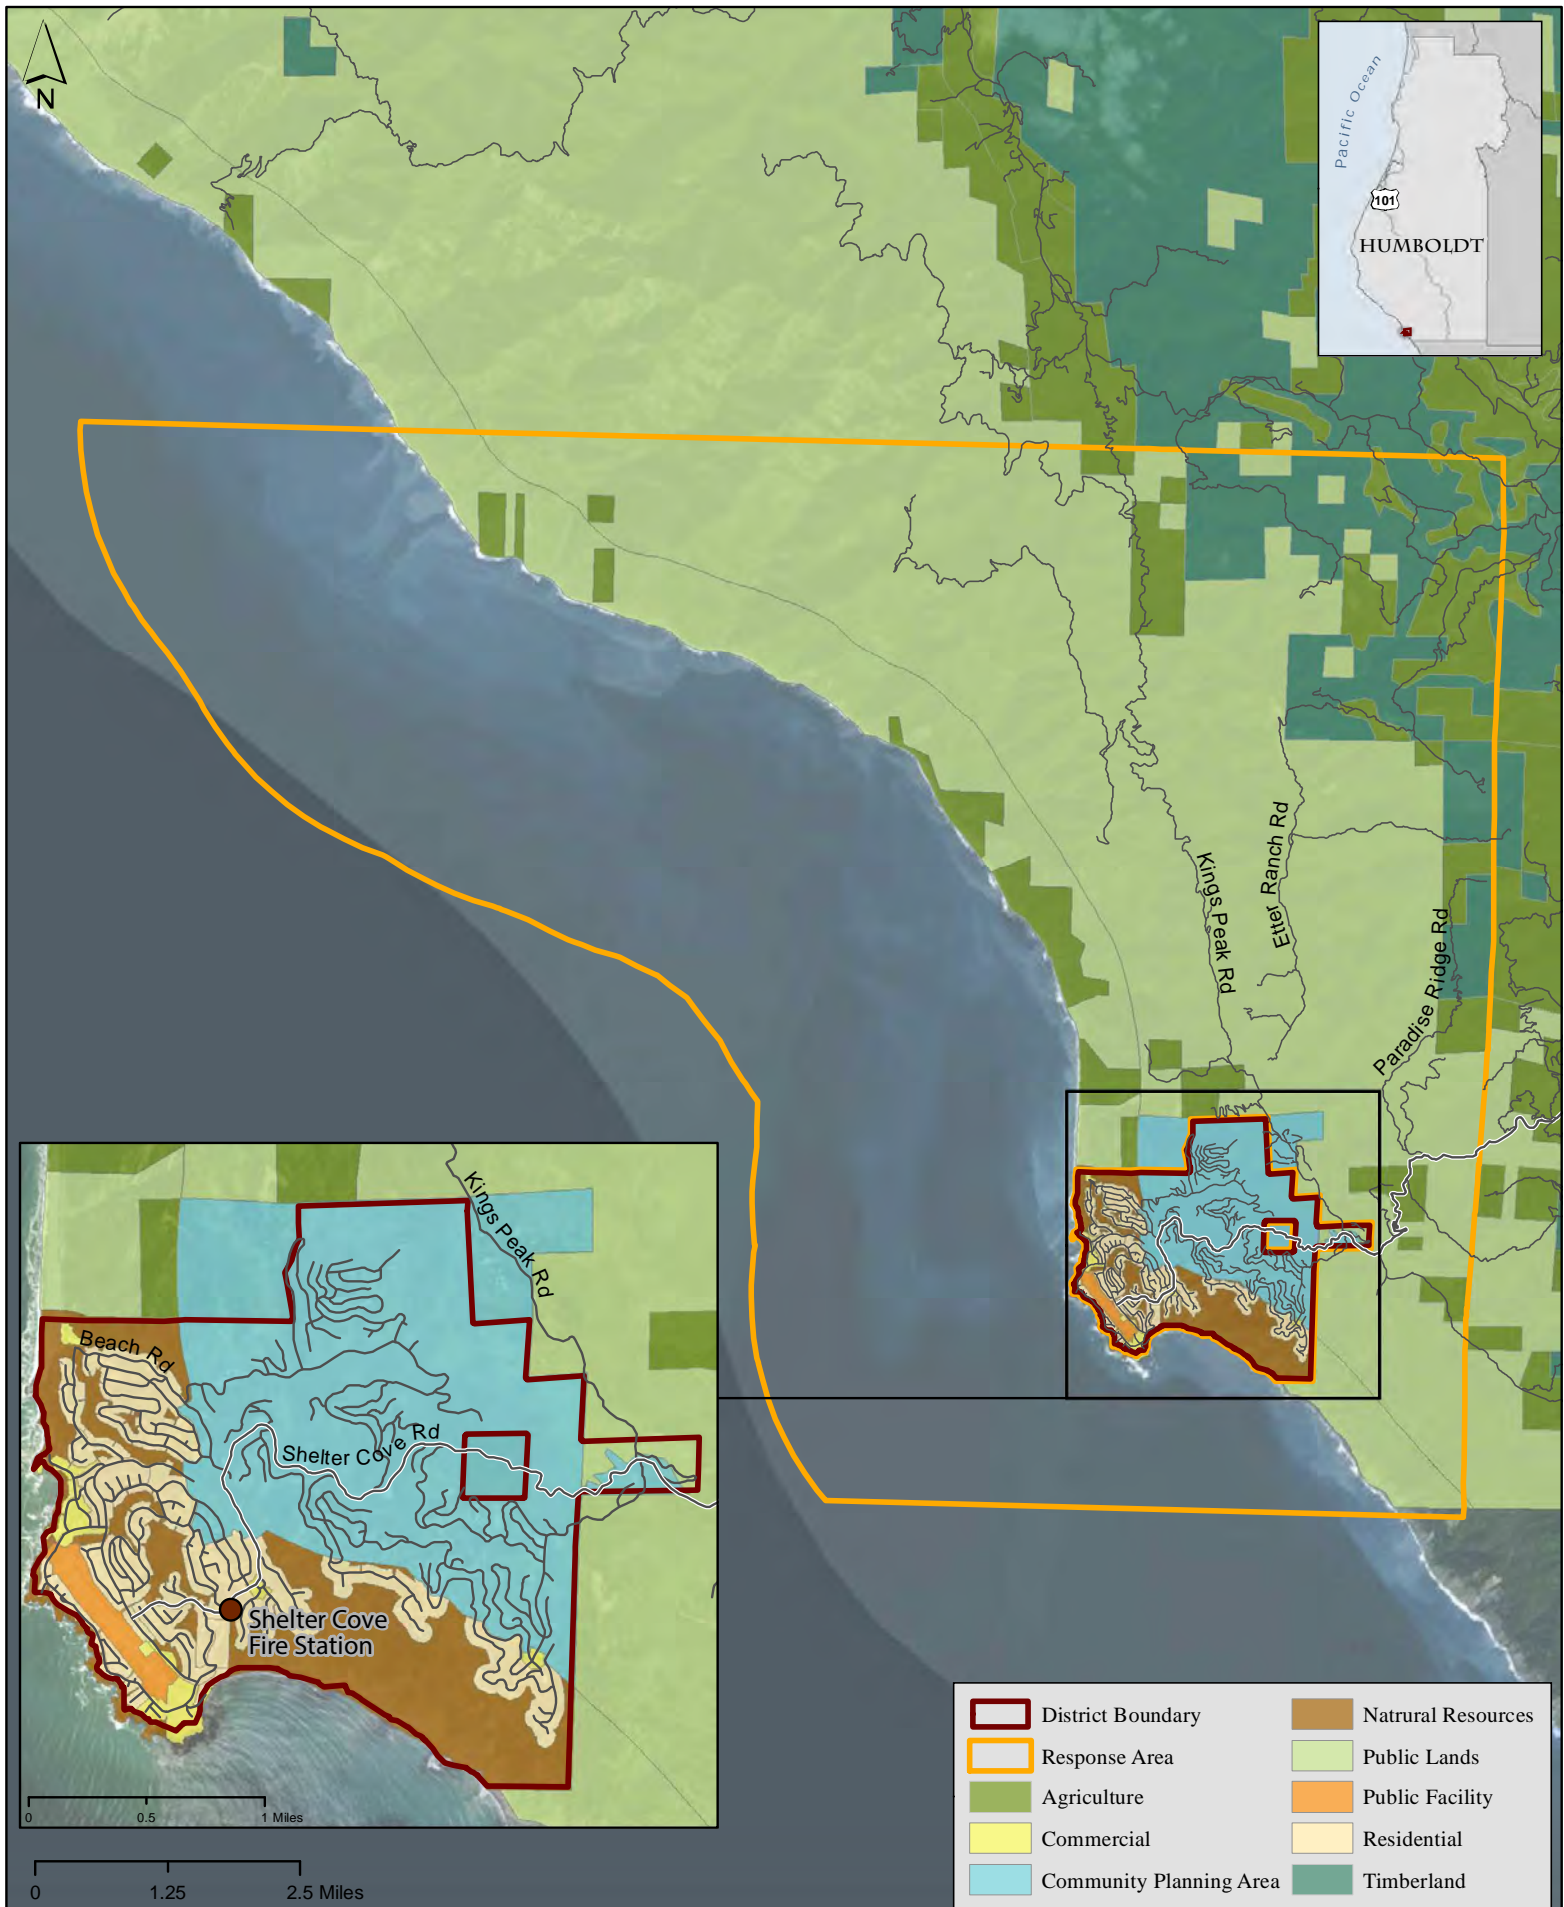 N
Pacific Ocean
101
HUMBOLDT
Kings Peak Rd
Etter Ranch Rd
Paradise Ridge Rd
Kings Peak Rd
Beach Rd
Shelter Cove Rd
Shelter Cove
Fire Station
0 0.5 1 Miles
0 1.25 2.5 Miles
District Boundary
Response Area
Agriculture
Commercial
Community Planning Area
Natrural Resources
Public Lands
Public Facility
Residential
Timberland